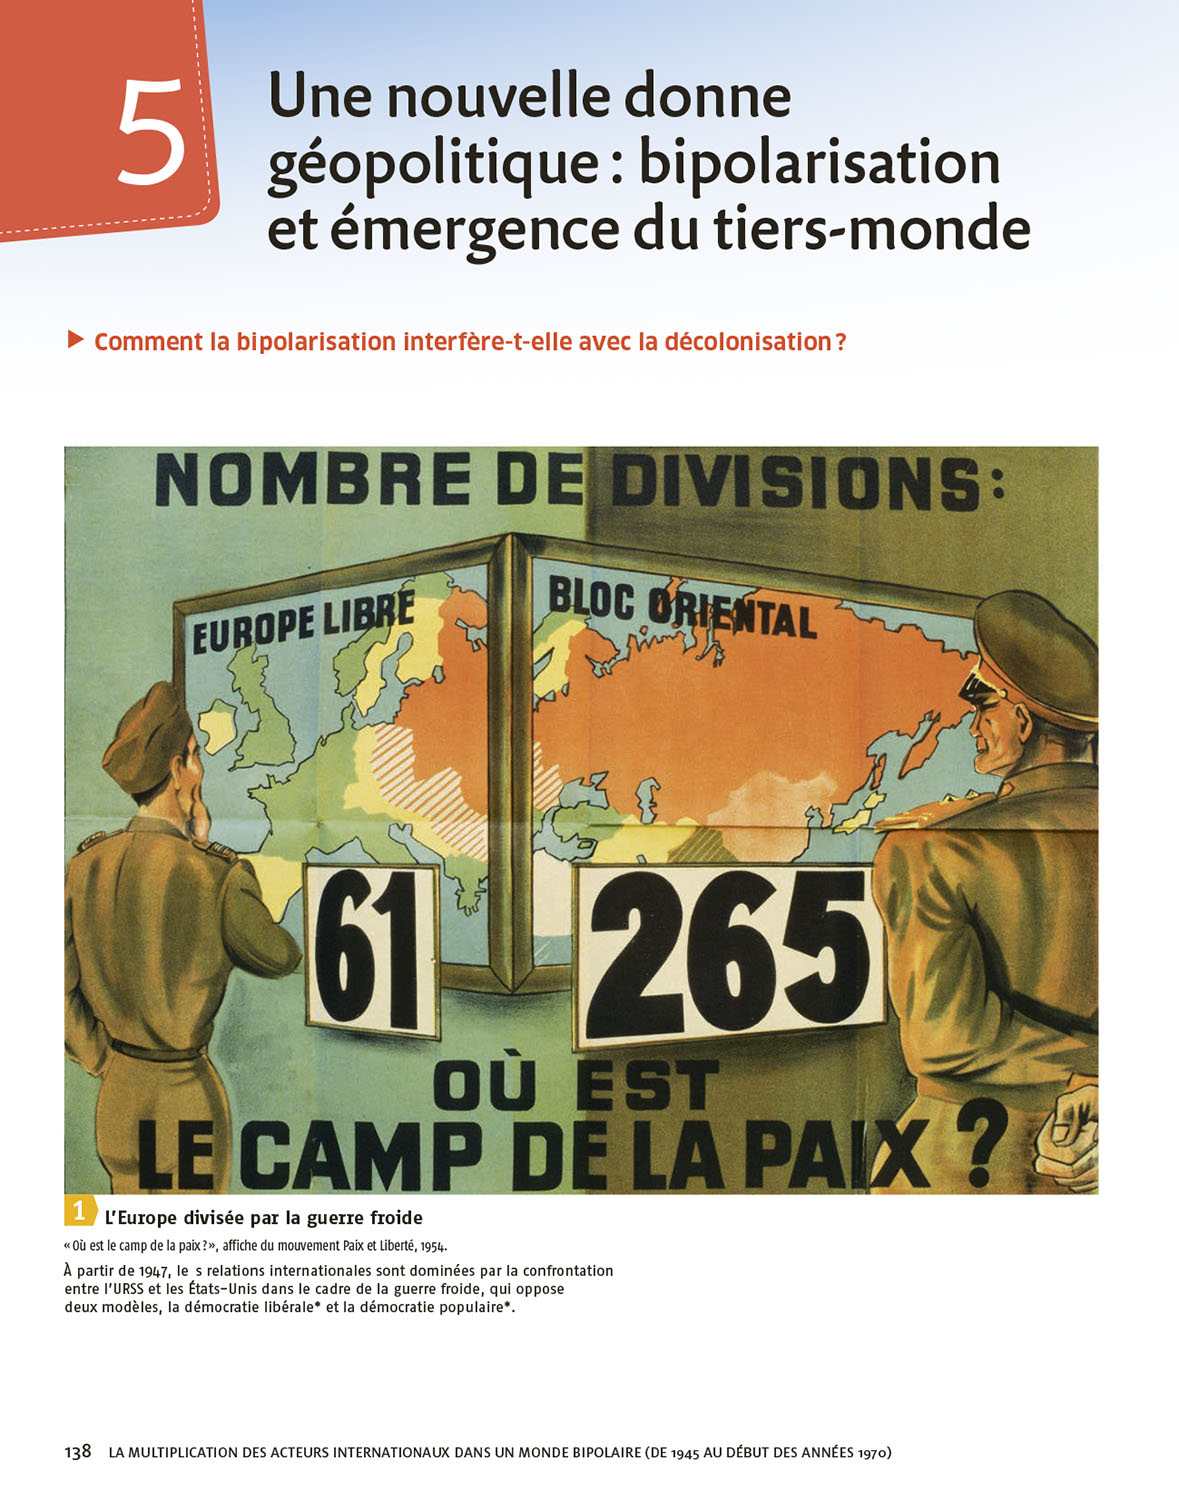 5
Une nouvelle donne
géopolitique : bipolarisation
et émergence du tiers-monde
▶ Comment la bipolarisation interfère-t-elle avec la décolonisation ?
NOMBRE DE DIVISIONS :
EUROPE LIBRE
BLOC ORIENTAL
61
265
OÙ EST
LE CAMP DE LA PAIX ?
1 L'Europe divisée par la guerre froide
« Où est le camp de la paix ? », affiche du mouvement Paix et Liberté, 1954.
À partir de 1947, le s relations internationales sont dominées par la confrontation
entre l'URSS et les États-Unis dans le cadre de la guerre froide, qui oppose
deux modèles, la démocratie libérale* et la démocratie populaire*.
138 LA MULTIPLICATION DES ACTEURS INTERNATIONAUX DANS UN MONDE BIPOLAIRE (DE 1945 AU DÉBUT DES ANNÉES 1970)